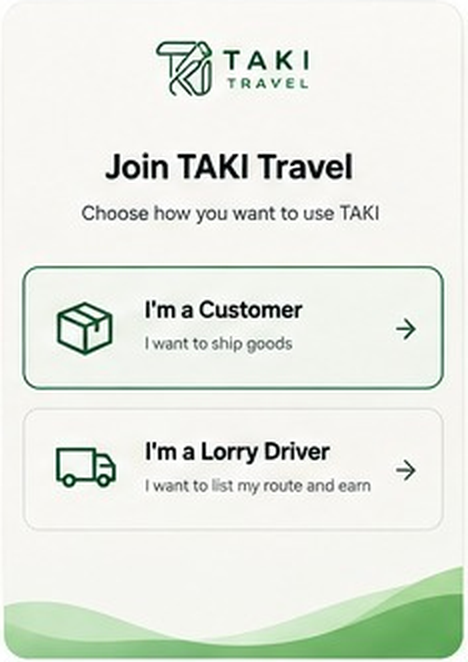 TAKI
TRAVEL
Join TAKI Travel
Choose how you want to use TAKI
I'm a Customer
I want to ship goods
I'm a Lorry Driver
I want to list my route and earn